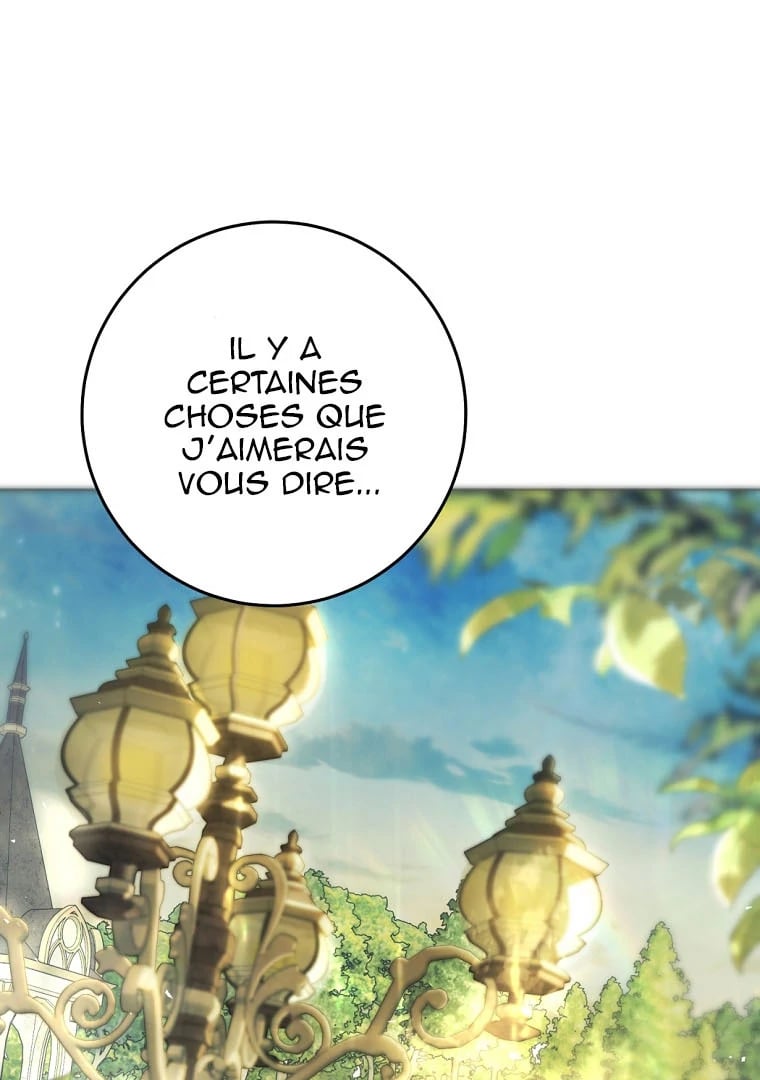 IL Y A
CERTAINES
CHOSES QUE
J'AIMERAIS
VOUS DIRE...